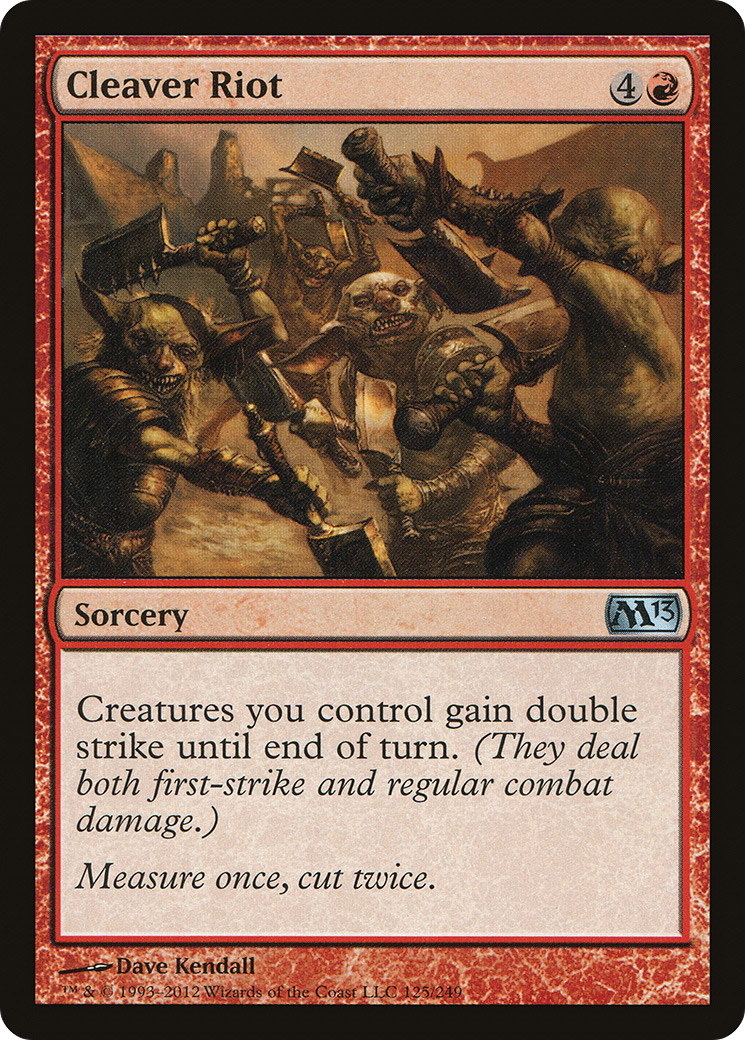 Cleaver Riot 4
Sorcery M13
Creatures you control gain double
strike until end of turn. (They deal
both first-strike and regular combat
damage.)
Measure once, cut twice.
Dave Kendall
™ & © 1993–2012 Wizards of the Coast LLC 125/249